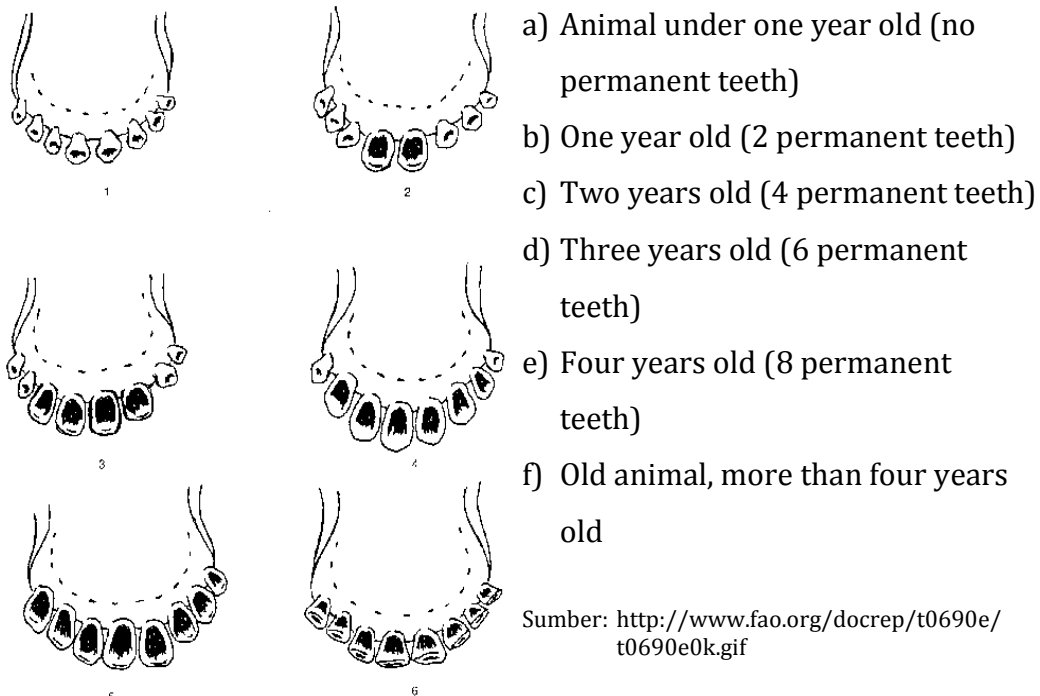 a) Animal under one year old (no
permanent teeth)
b) One year old (2 permanent teeth)
c) Two years old (4 permanent teeth)
d) Three years old (6 permanent
teeth)
e) Four years old (8 permanent
teeth)
f) Old animal, more than four years
old
Sumber: http://www.fao.org/docrep/t0690e/
t0690e0k.gif
1
2
3
4
5
6